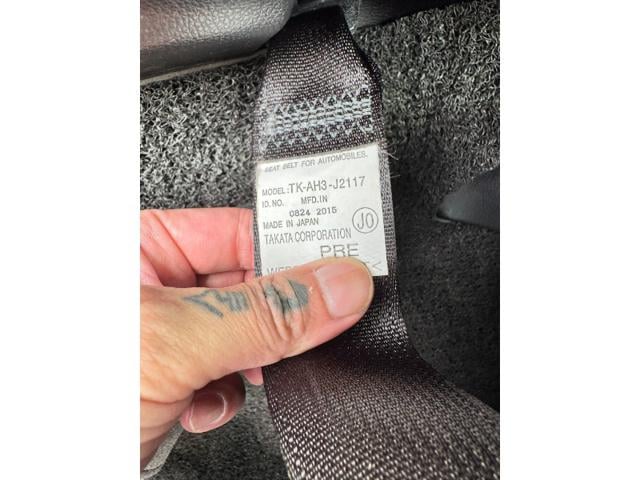 SEAT BELT FOR AUTOMOBILES.
MODEL:TK-AH3-J2117
ID.NO. MFD.IN
0824 2015
MADE IN JAPAN
JO
TAKATA CORPORATION
PRE